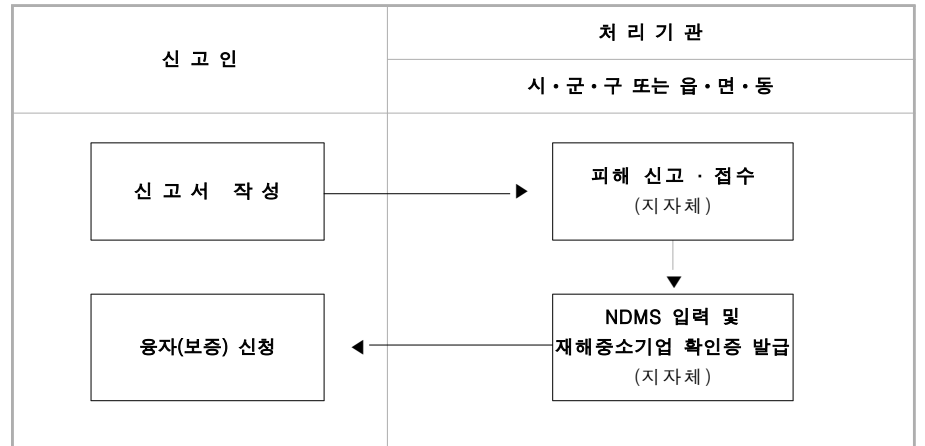 신 고 인
처 리 기 관
시·군·구 또는 읍·면·동
신 고 서 작 성
피해 신고 · 접수
(지자체)
융자(보증) 신청
NDMS 입력 및
재해중소기업 확인증 발급
(지자체)